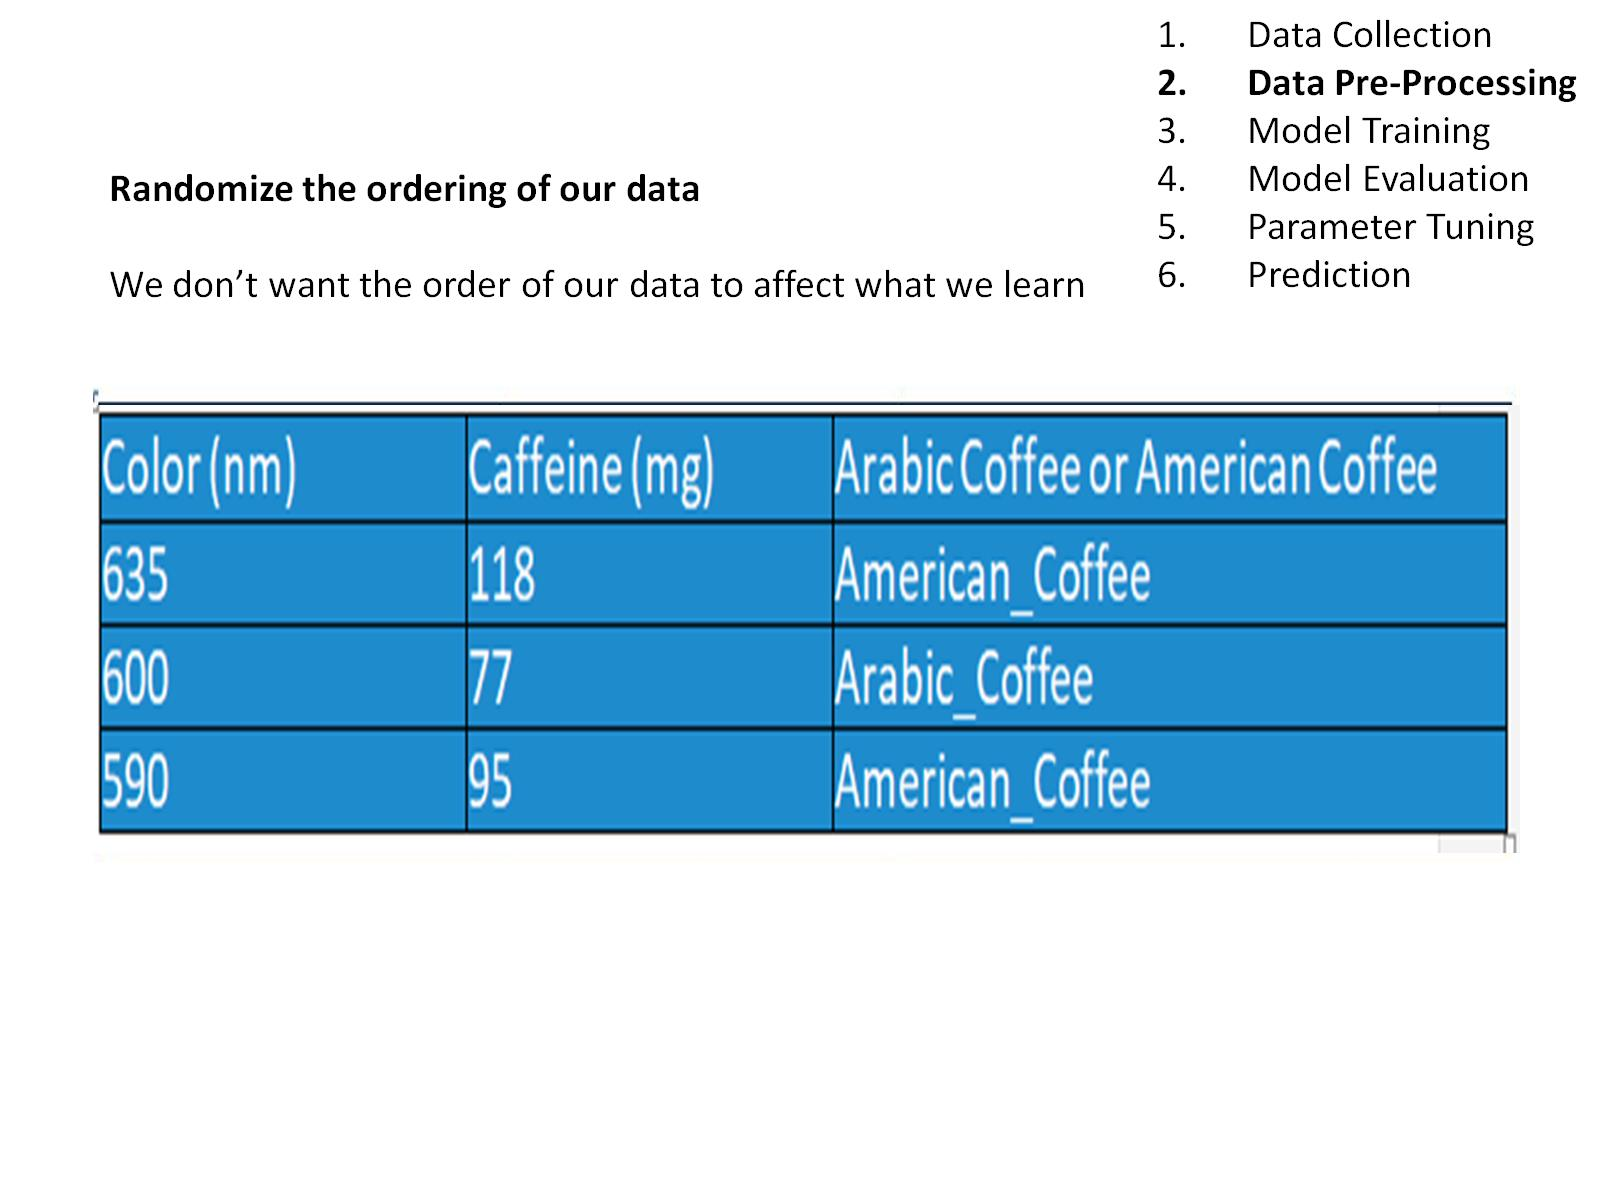 1. Data Collection
2. Data Pre-Processing
3. Model Training
4. Model Evaluation
5. Parameter Tuning
6. Prediction
Randomize the ordering of our data
We don’t want the order of our data to affect what we learn
Color (nm) Caffeine (mg) Arabic Coffee or American Coffee
635 118 American_Coffee
600 77 Arabic_Coffee
590 95 American_Coffee